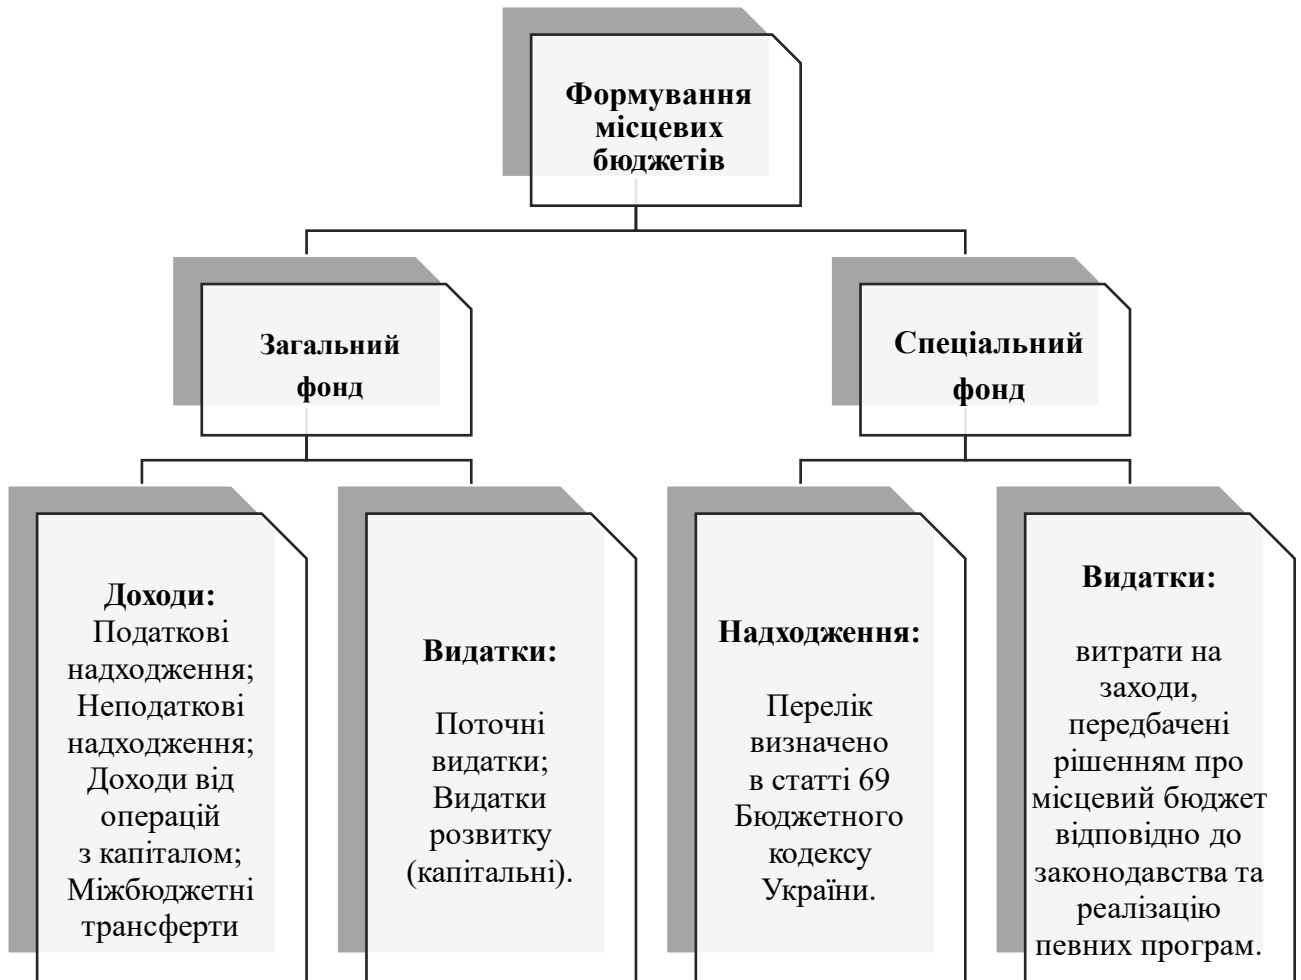 Формування
місцевих
бюджетів
Загальний
фонд
Спеціальний
фонд
Доходи:
Податкові
надходження;
Неподаткові
надходження;
Доходи від
операцій
з капіталом;
Міжбюджетні
трансферти
Видатки:
Поточні
видатки;
Видатки
розвитку
(капітальні).
Надходження:
Перелік
визначено
в статті 69
Бюджетного
кодексу
України.
Видатки:
витрати на
заходи,
передбачені
рішенням про
місцевий бюджет
відповідно до
законодавства та
реалізацію
певних програм.